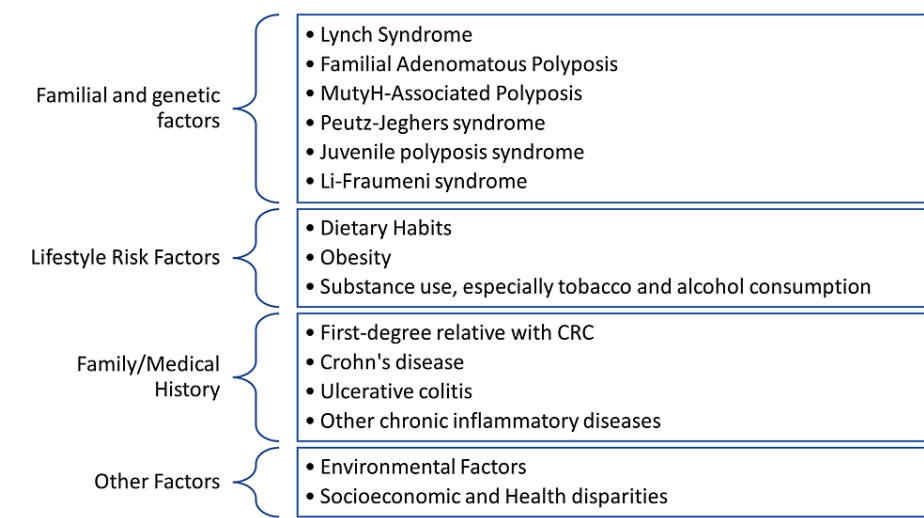 Familial and genetic
factors
• Lynch Syndrome
• Familial Adenomatous Polyposis
• MutyH-Associated Polyposis
• Peutz-Jeghers syndrome
• Juvenile polyposis syndrome
• Li-Fraumeni syndrome
Lifestyle Risk Factors
• Dietary Habits
• Obesity
• Substance use, especially tobacco and alcohol consumption
Family/Medical
History
• First-degree relative with CRC
• Crohn's disease
• Ulcerative colitis
• Other chronic inflammatory diseases
Other Factors
• Environmental Factors
• Socioeconomic and Health disparities